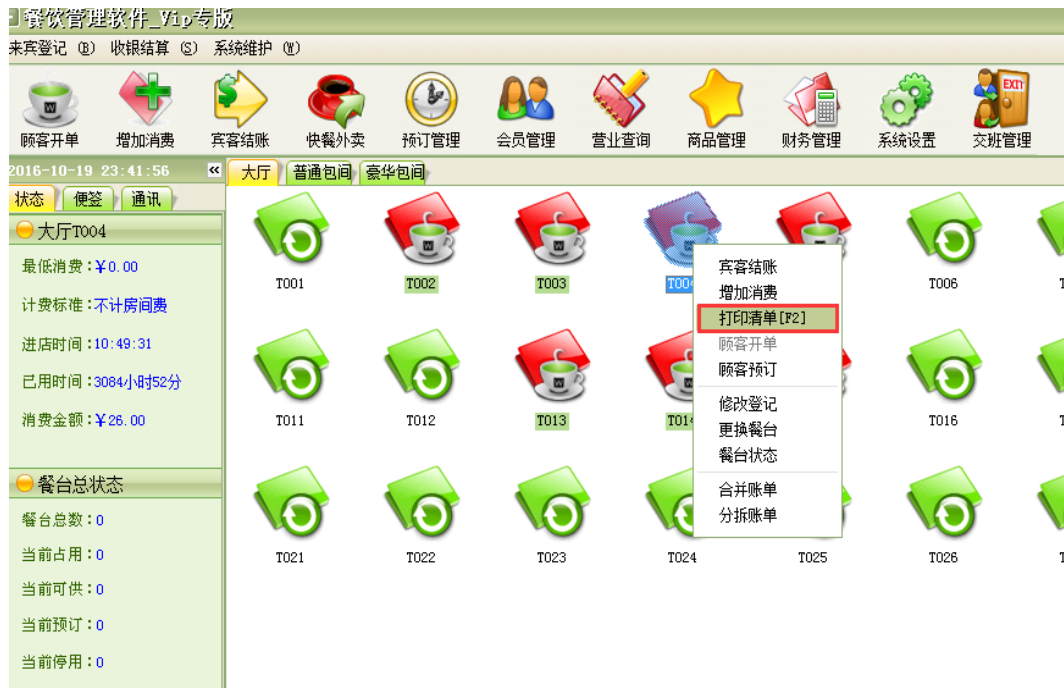 餐饮管理软件_Vip专版
来宾登记 (B) 收银结算 (S) 系统维护 (W)
顾客开单 增加消费 宾客结账 快餐外卖 预订管理 会员管理 营业查询 商品管理 财务管理 系统设置 交班管理
EXIT
2016-10-19 23:41:56 «
大厅 普通包间 豪华包间
状态 便签 通讯
大厅T004
最低消费：¥0.00
计费标准：不计房间费
进店时间：10:49:31
已用时间：3084小时52分
消费金额：¥26.00
餐台总状态
餐台总数：0
当前占用：0
当前可供：0
当前预订：0
当前停用：0
T001 T002 T003 T004 T006
T011 T012 T013 T014 T016
T021 T022 T023 T024 T025 T026
宾客结账
增加消费
打印清单[F2]
顾客开单
顾客预订
修改登记
更换餐台
餐台状态
合并账单
分拆账单